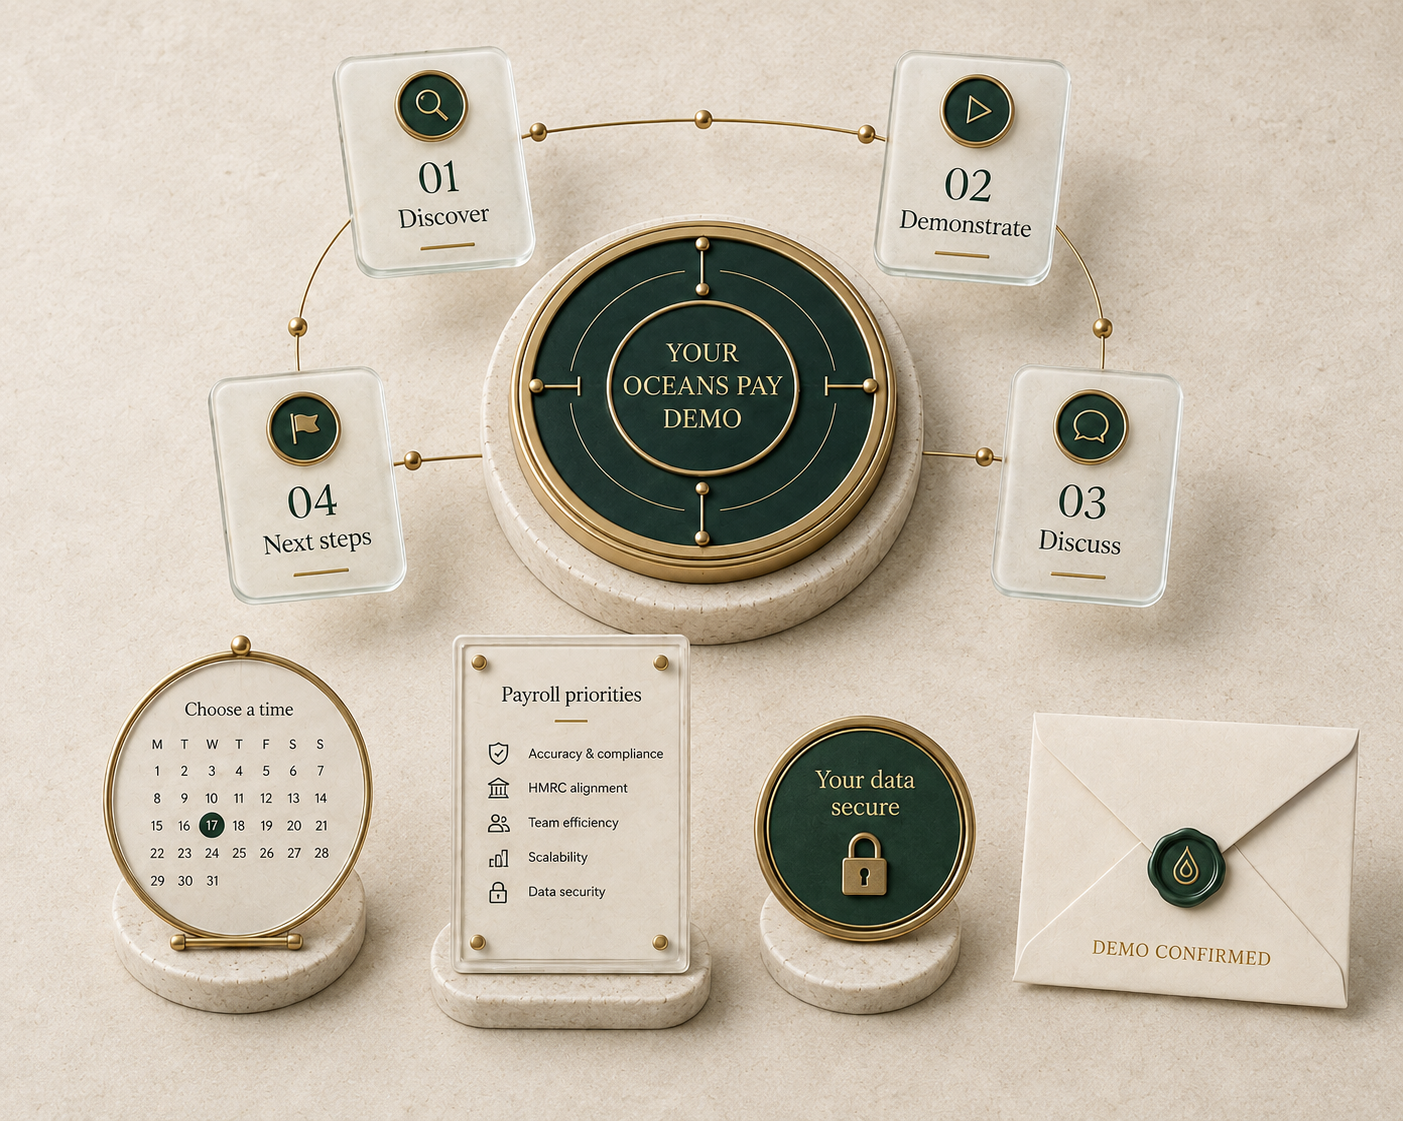 01
Discover
02
Demonstrate
YOUR
OCEANS PAY
DEMO
04
Next steps
03
Discuss
Choose a time
M T W T F S S
1 2 3 4 5 6 7
8 9 10 11 12 13 14
15 16 17 18 19 20 21
22 23 24 25 26 27 28
29 30 31
Payroll priorities
Accuracy & compliance
HMRC alignment
Team efficiency
Scalability
Data security
Your data
secure
DEMO CONFIRMED